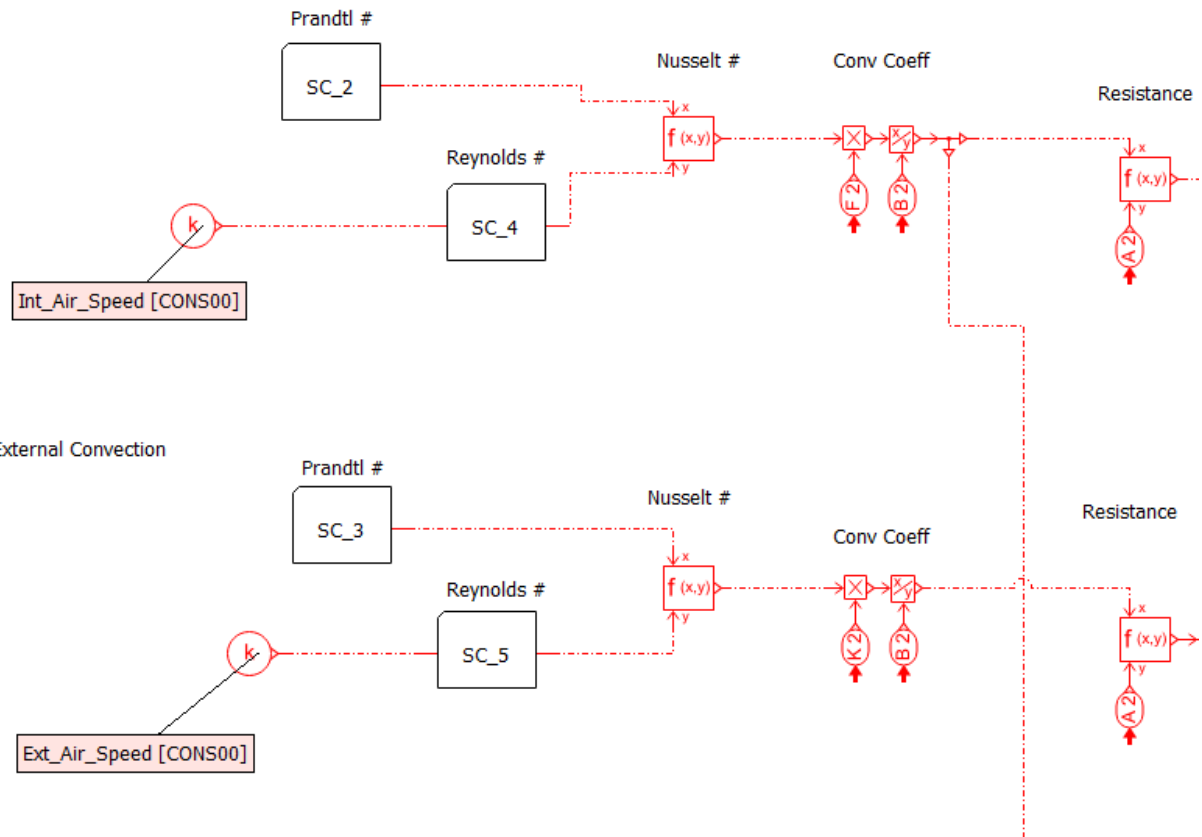 Prandtl #
SC_2
Nusselt #
Conv Coeff
Resistance
x
f (x,y)
y
x/y
x
f (x,y)
y
Reynolds #
SC_4
F 2
B 2
A 2
k
Int_Air_Speed [CONS00]
External Convection
Prandtl #
SC_3
Nusselt #
Conv Coeff
Resistance
x
f (x,y)
y
x/y
x
f (x,y)
y
Reynolds #
SC_5
K 2
B 2
A 2
k
Ext_Air_Speed [CONS00]